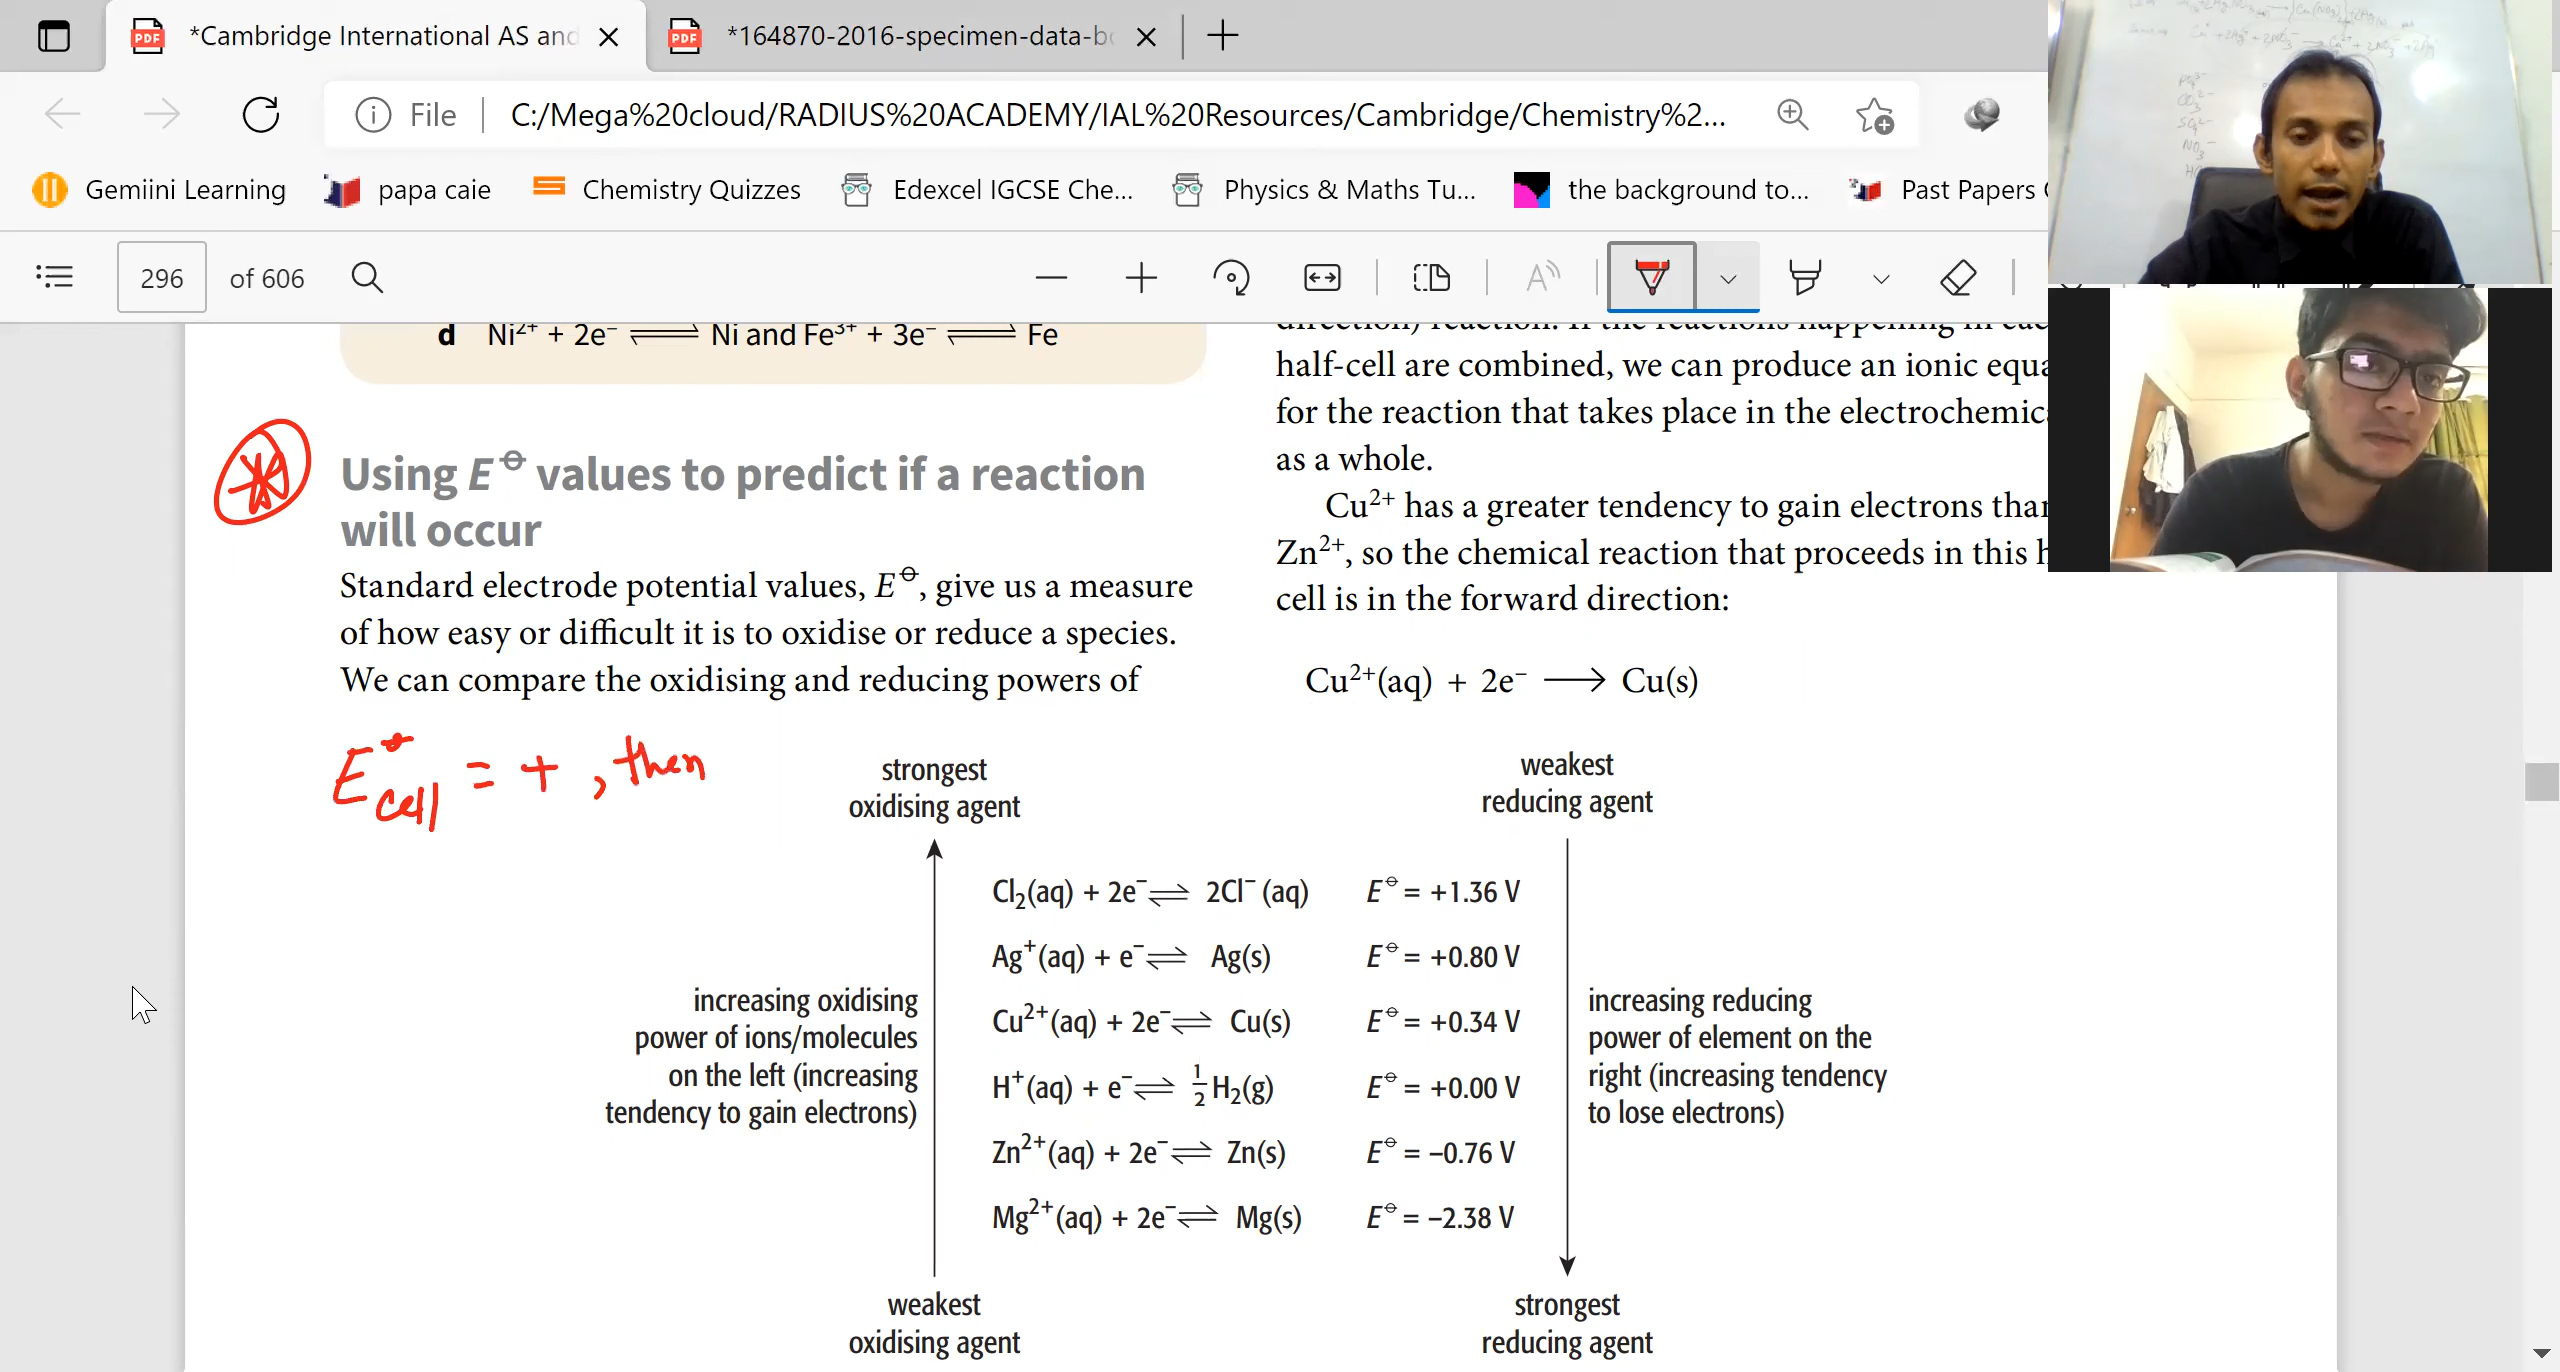 *Cambridge International AS and
*164870-2016-specimen-data-b
File
C:/Mega%20cloud/RADIUS%20ACADEMY/IAL%20Resources/Cambridge/Chemistry%2...
Gemiini Learning
papa caie
Chemistry Quizzes
Edexcel IGCSE Che...
Physics & Maths Tu...
the background to...
Past Papers
296 of 606
d Ni²⁺ + 2e⁻ ⇌ Ni and Fe³⁺ + 3e⁻ ⇌ Fe
Using E⦵ values to predict if a reaction
will occur
Standard electrode potential values, E⦵, give us a measure
of how easy or difficult it is to oxidise or reduce a species.
We can compare the oxidising and reducing powers of
E⦵cell = + , then
direction) reaction. If the reactions happening in
half-cell are combined, we can produce an ionic
for the reaction that takes place in the
as a whole.
Cu²⁺ has a greater tendency to gain electrons
Zn²⁺, so the chemical reaction that proceeds in this
cell is in the forward direction:
Cu²⁺(aq) + 2e⁻ ⟶ Cu(s)
strongest
oxidising agent
weakest
reducing agent
Cl₂(aq) + 2e⁻ ⇌ 2Cl⁻ (aq) E⦵ = +1.36 V
Ag⁺(aq) + e⁻ ⇌ Ag(s) E⦵ = +0.80 V
Cu²⁺(aq) + 2e⁻ ⇌ Cu(s) E⦵ = +0.34 V
H⁺(aq) + e⁻ ⇌ ½H₂(g) E⦵ = +0.00 V
Zn²⁺(aq) + 2e⁻ ⇌ Zn(s) E⦵ = –0.76 V
Mg²⁺(aq) + 2e⁻ ⇌ Mg(s) E⦵ = –2.38 V
increasing oxidising
power of ions/molecules
on the left (increasing
tendency to gain electrons)
increasing reducing
power of element on the
right (increasing tendency
to lose electrons)
weakest
oxidising agent
strongest
reducing agent